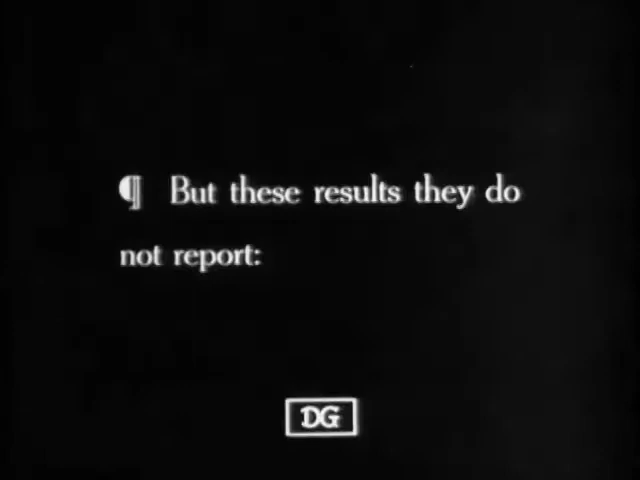 ¶ But these results they do
not report:
DG